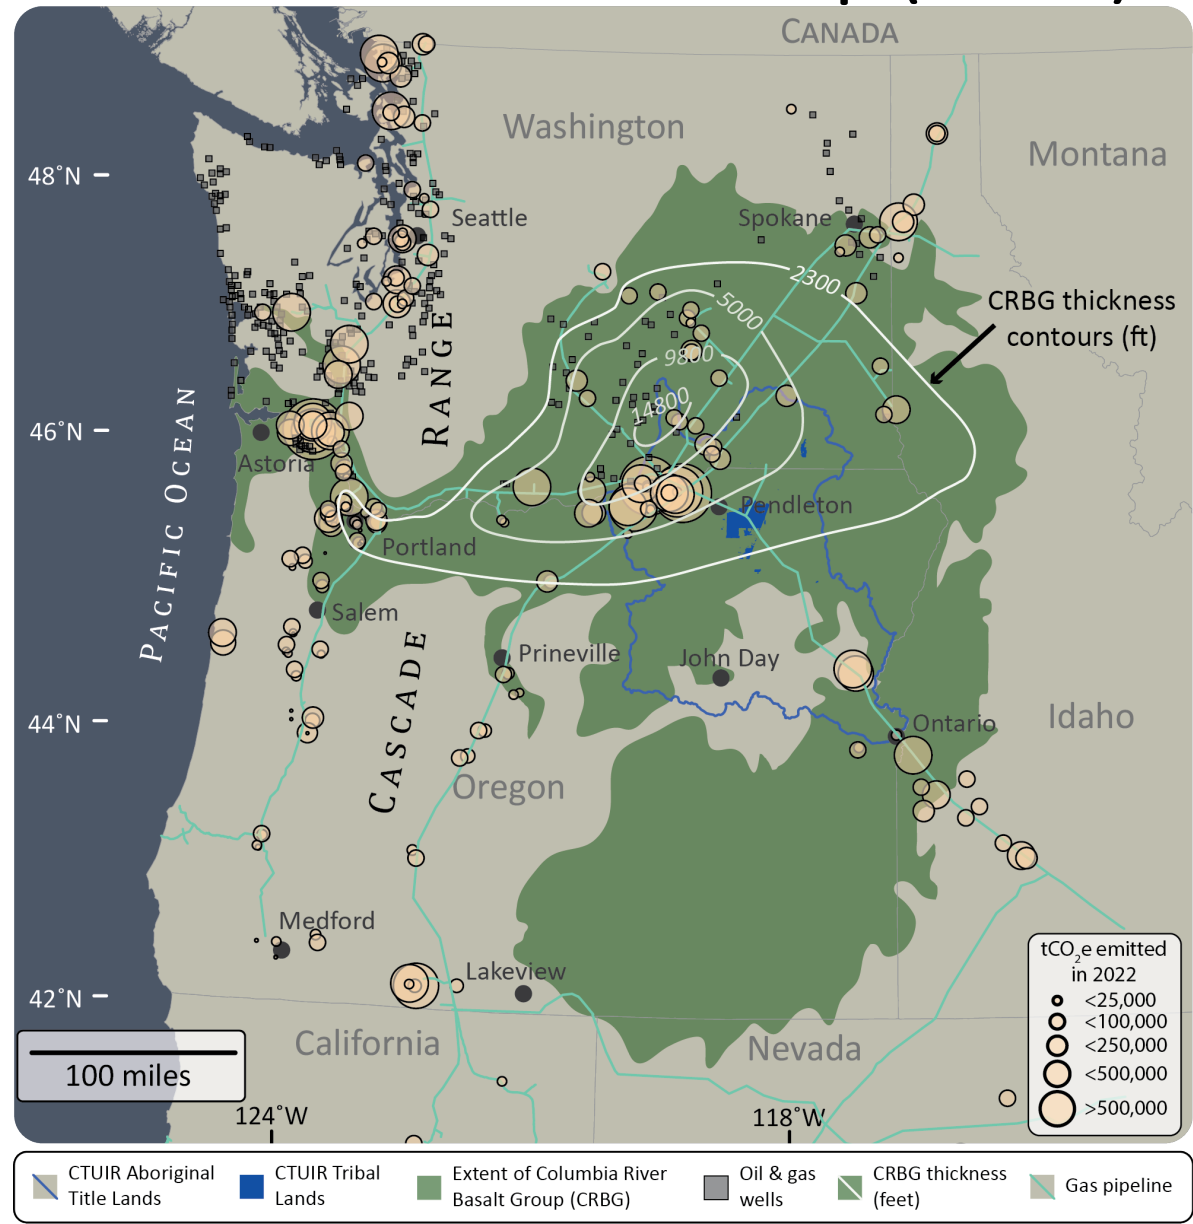 CANADA
Washington
Montana
48°N
Seattle
Spokane
2300
CRBG thickness
contours (ft)
5000
9800
14800
RANGE
46°N
Astoria
PACIFIC OCEAN
Pendleton
Portland
Salem
CASCADE
Prineville
John Day
44°N
Ontario
Idaho
Oregon
Medford
Lakeview
42°N
California
Nevada
tCO2e emitted
in 2022
<25,000
<100,000
<250,000
<500,000
>500,000
100 miles
124°W
118°W
CTUIR Aboriginal
Title Lands
CTUIR Tribal
Lands
Extent of Columbia River
Basalt Group (CRBG)
Oil & gas
wells
CRBG thickness
(feet)
Gas pipeline